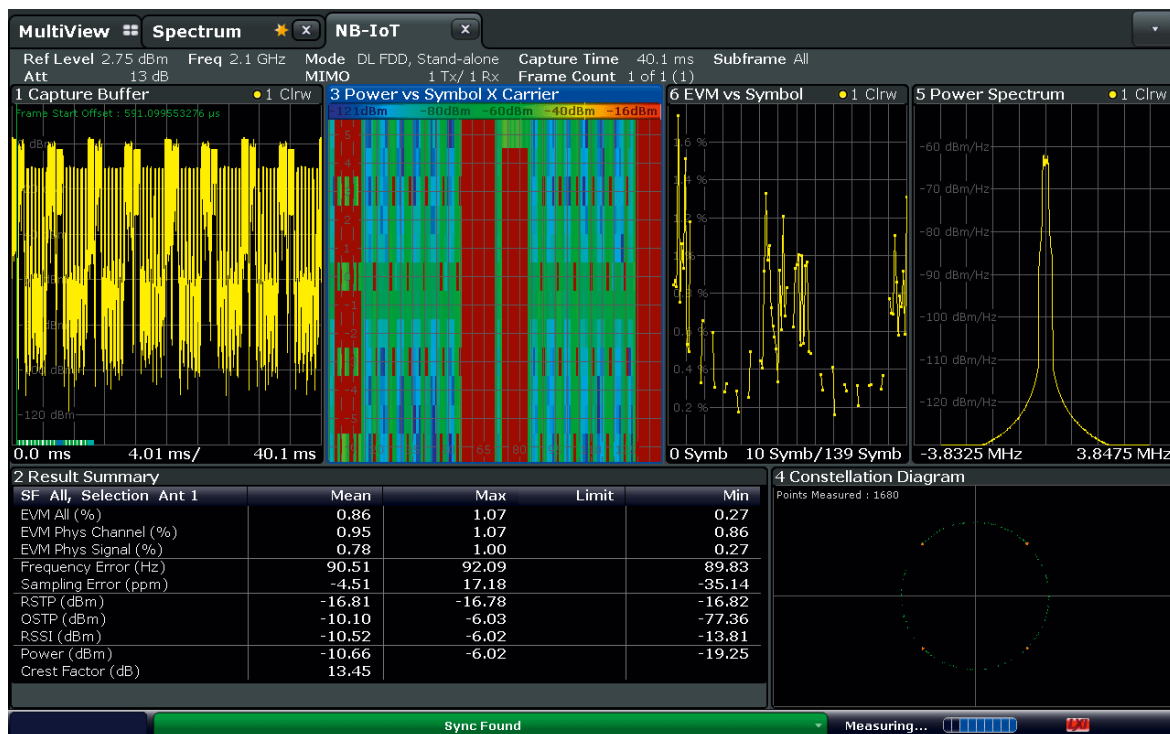 MultiView Spectrum x NB-IoT x
Ref Level 2.75 dBm Freq 2.1 GHz Mode DL FDD, Stand-alone Capture Time 40.1 ms Subframe All
Att 13 dB MIMO 1 Tx/ 1 Rx Frame Count 1 of 1 (1)
1 Capture Buffer 1 Clrw
Frame Start Offset : 591.099553276 µs
-120 dBm
0.0 ms 4.01 ms/ 40.1 ms
3 Power vs Symbol X Carrier
-121dBm -80dBm -60dBm -40dBm -16dBm
6 EVM vs Symbol 1 Clrw
0.4 %
0.2 %
0 Symb 10 Symb/139 Symb
5 Power Spectrum 1 Clrw
-60 dBm/Hz
-70 dBm/Hz
-80 dBm/Hz
-90 dBm/Hz
-100 dBm/Hz
-110 dBm/Hz
-120 dBm/Hz
-3.8325 MHz 3.8475 MHz
2 Result Summary
SF All, Selection Ant 1 Mean Max Limit Min
EVM All (%) 0.86 1.07 0.27
EVM Phys Channel (%) 0.95 1.07 0.86
EVM Phys Signal (%) 0.78 1.00 0.27
Frequency Error (Hz) 90.51 92.09 89.83
Sampling Error (ppm) -4.51 17.18 -35.14
RSTP (dBm) -16.81 -16.78 -16.82
OSTP (dBm) -10.10 -6.03 -77.36
RSSI (dBm) -10.52 -6.02 -13.81
Power (dBm) -10.66 -6.02 -19.25
Crest Factor (dB) 13.45
4 Constellation Diagram
Points Measured : 1680
Sync Found Measuring... LXI